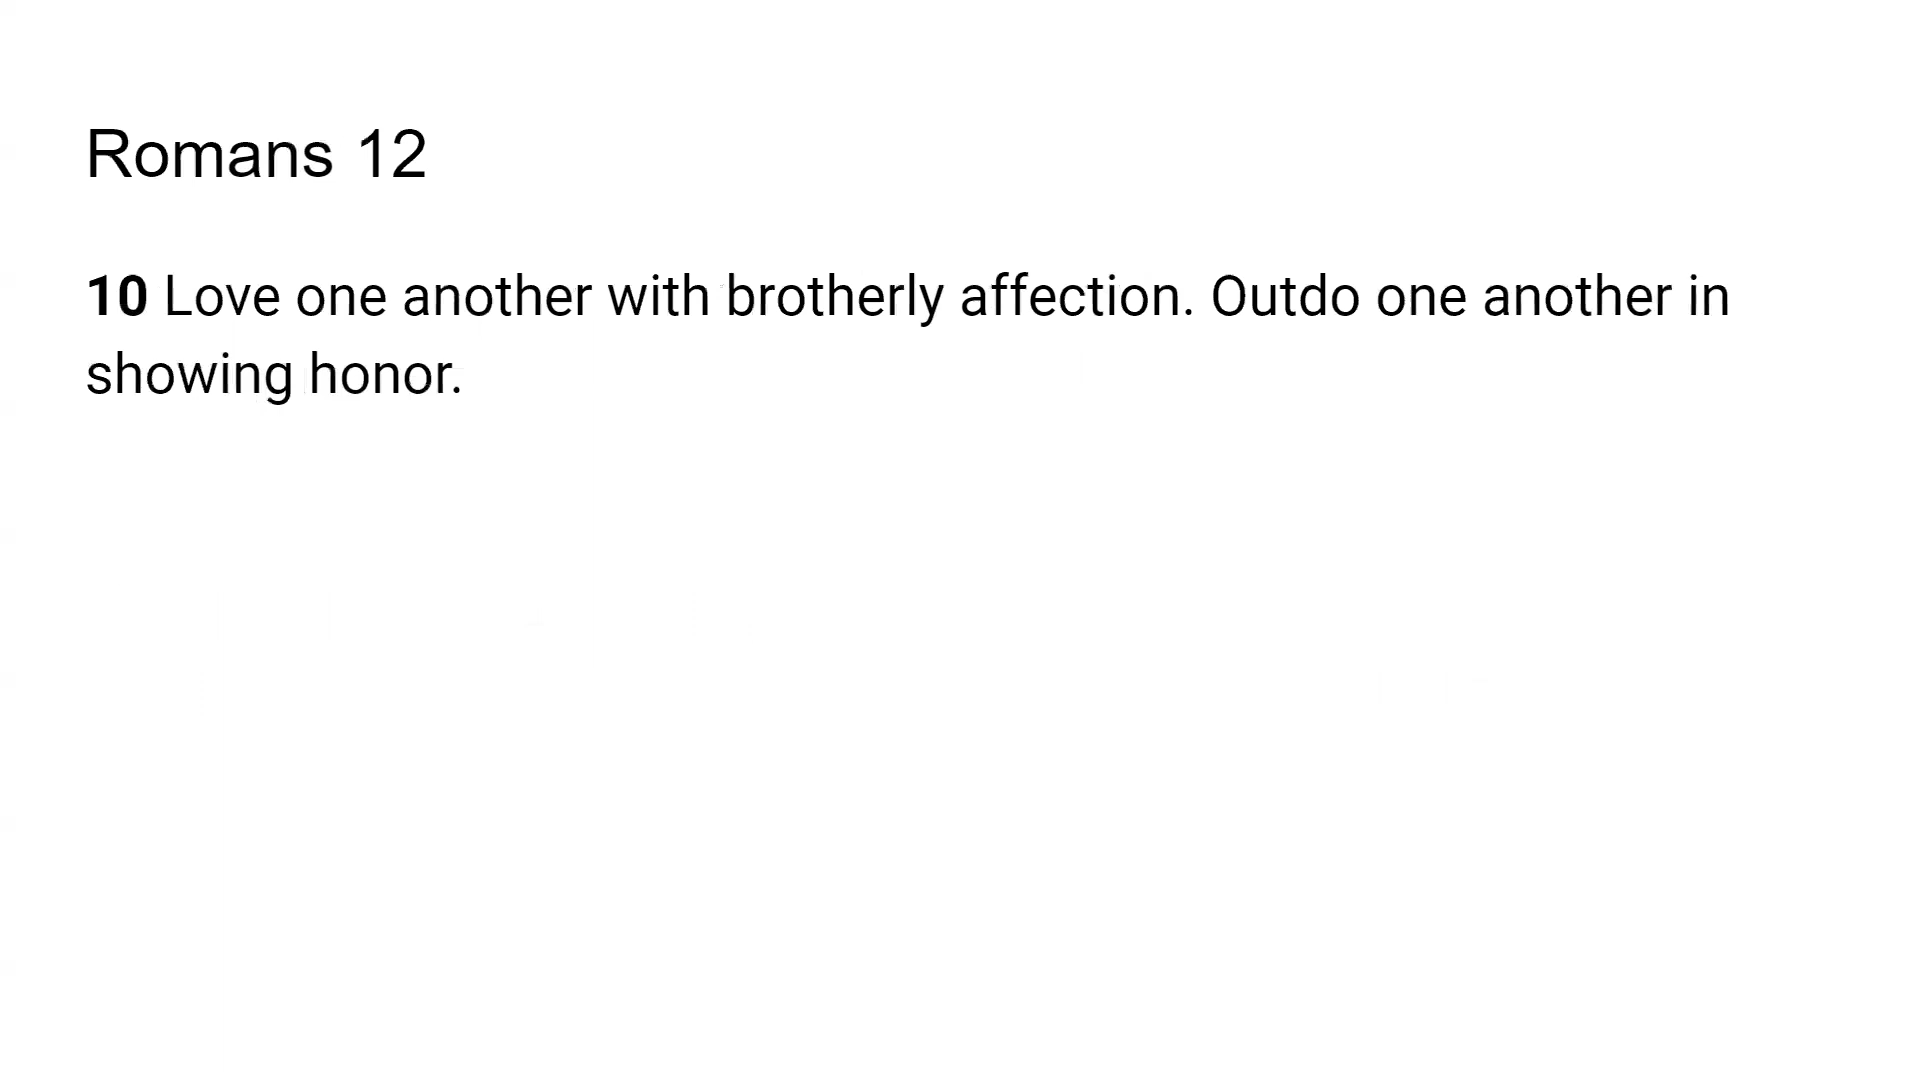 Romans 12
10 Love one another with brotherly affection. Outdo one another in
showing honor.